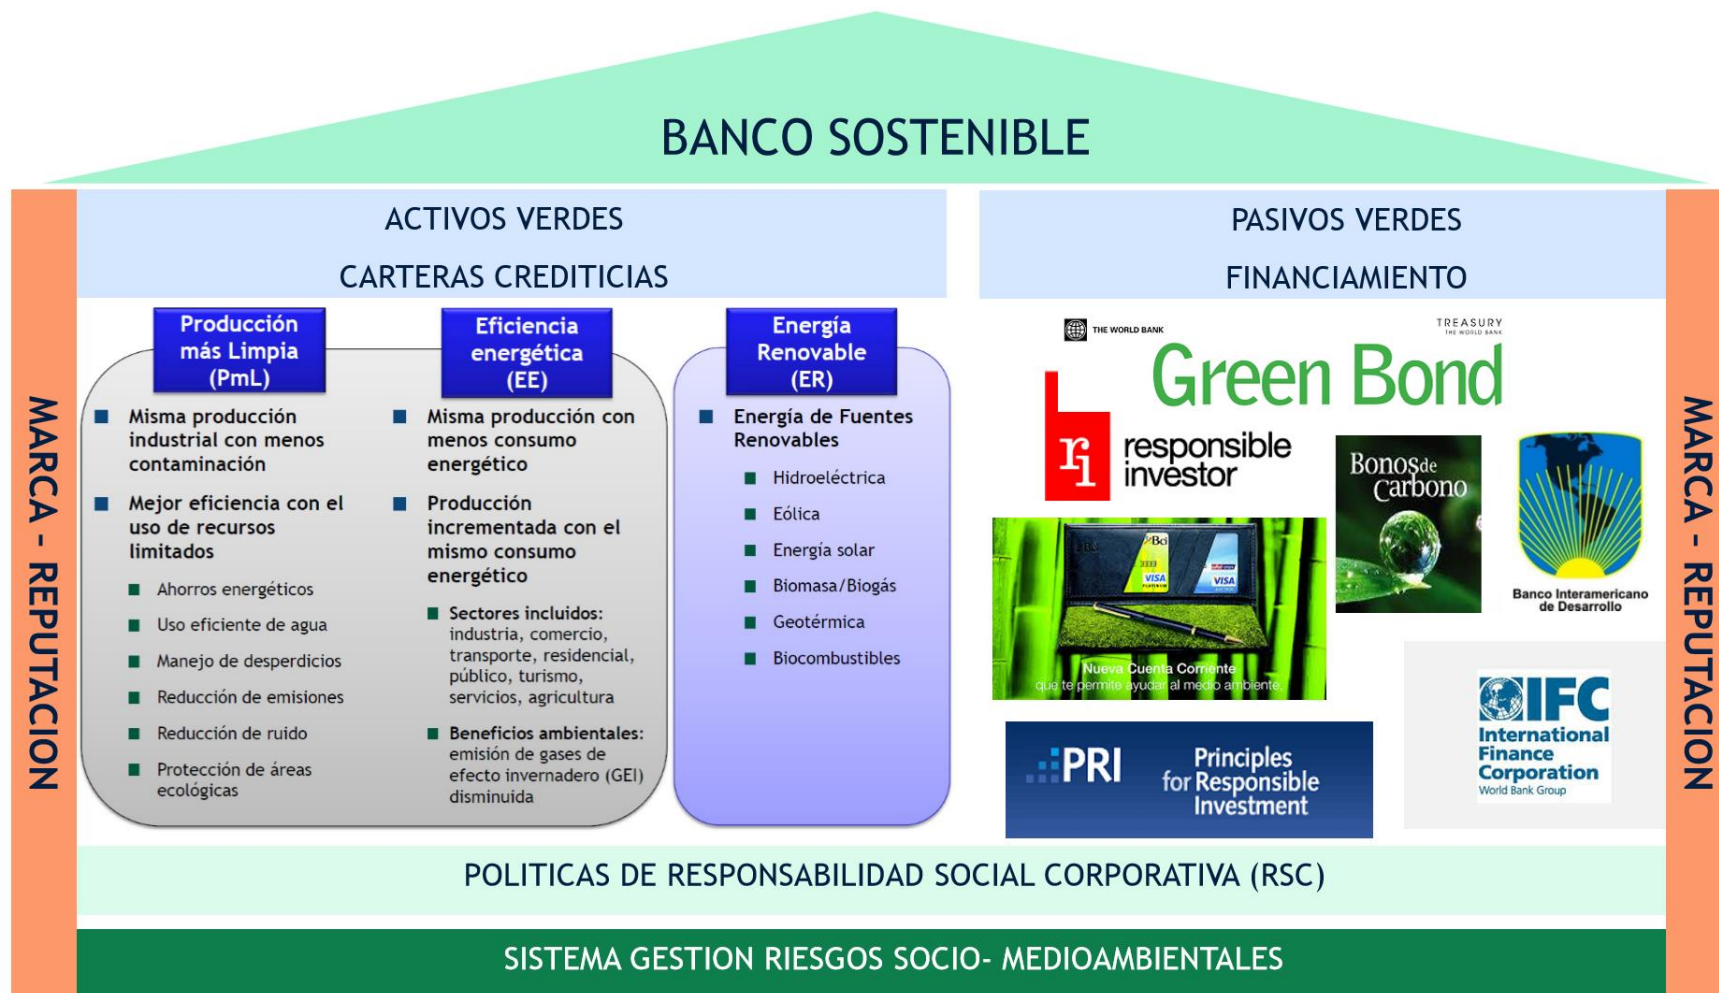 BANCO SOSTENIBLE
ACTIVOS VERDES
CARTERAS CREDITICIAS
PASIVOS VERDES
FINANCIAMIENTO
MARCA - REPUTACION
Producción
más Limpia
(PmL)
Misma producción
industrial con menos
contaminación
Mejor eficiencia con el
uso de recursos
limitados
Ahorros energéticos
Uso eficiente de agua
Manejo de desperdicios
Reducción de emisiones
Reducción de ruido
Protección de áreas
ecológicas
Eficiencia
energética
(EE)
Misma producción con
menos consumo
energético
Producción
incrementada con el
mismo consumo
energético
Sectores incluidos:
industria, comercio,
transporte, residencial,
público, turismo,
servicios, agricultura
Beneficios ambientales:
emisión de gases de
efecto invernadero (GEI)
disminuida
Energía
Renovable
(ER)
Energía de Fuentes
Renovables
Hidroeléctrica
Eólica
Energía solar
Biomasa/Biogás
Geotérmica
Biocombustibles
THE WORLD BANK
TREASURY
THE WORLD BANK
Green Bond
ri
responsible
investor
Bonos de
carbono
Banco Interamericano
de Desarrollo
Bci
VISA
VISA
Nueva Cuenta Corriente
que te permite ayudar al medio ambiente.
IFC
International
Finance
Corporation
World Bank Group
PRI
Principles
for Responsible
Investment
MARCA - REPUTACION
POLITICAS DE RESPONSABILIDAD SOCIAL CORPORATIVA (RSC)
SISTEMA GESTION RIESGOS SOCIO- MEDIOAMBIENTALES